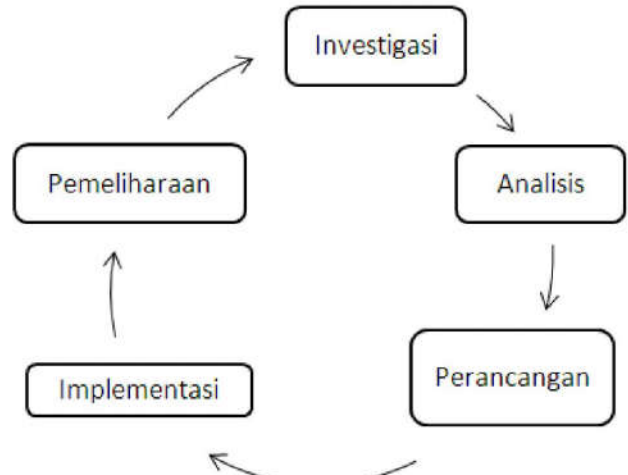 Investigasi
Analisis
Perancangan
Implementasi
Pemeliharaan